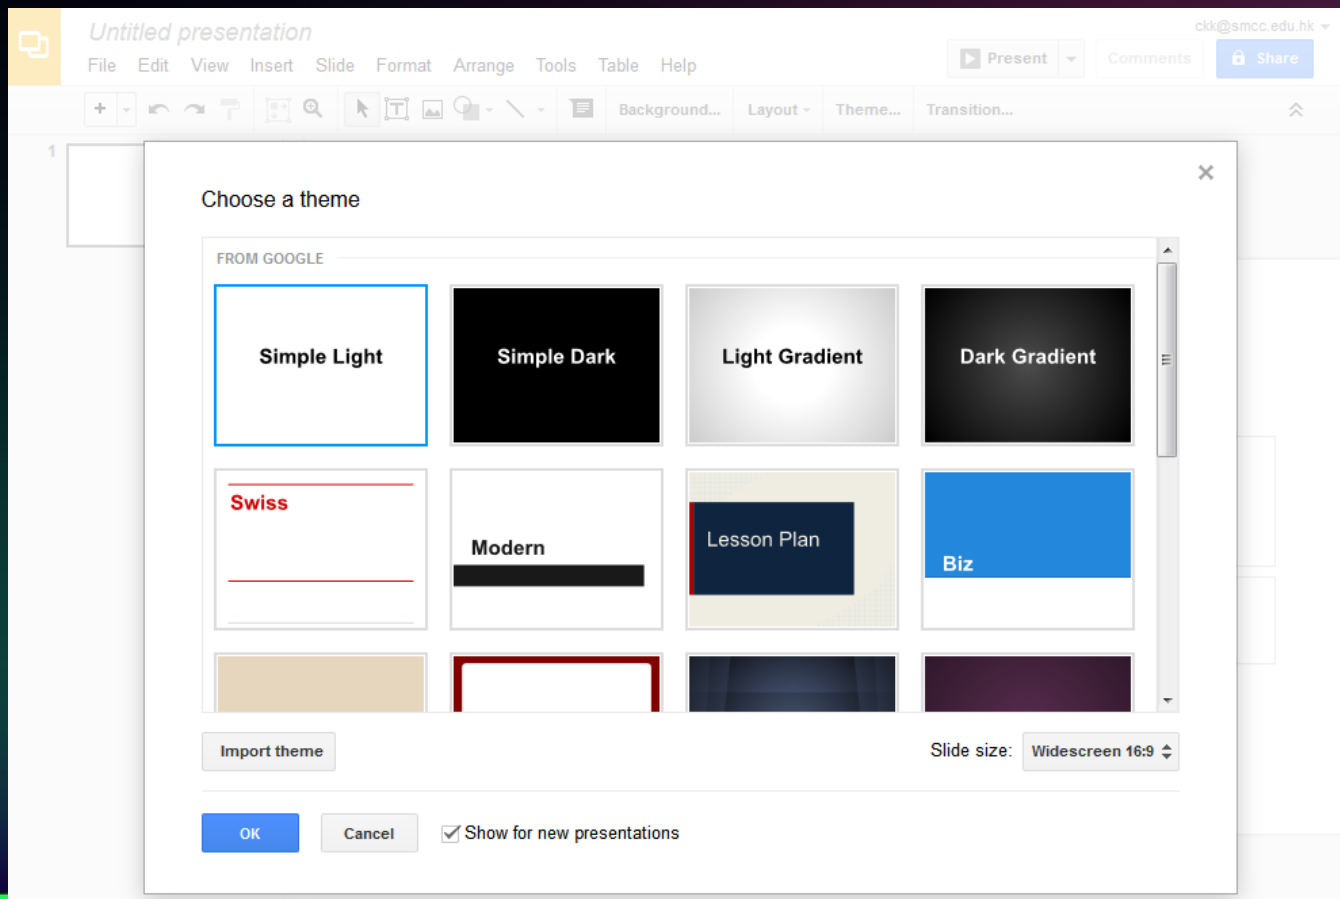 Untitled presentation
ckk@smcc.edu.hk
File Edit View Insert Slide Format Arrange Tools Table Help
Present Comments Share
Background... Layout Theme... Transition...
1
Choose a theme
FROM GOOGLE
Simple Light Simple Dark Light Gradient Dark Gradient
Swiss Modern Lesson Plan Biz
Import theme Slide size: Widescreen 16:9
OK Cancel Show for new presentations